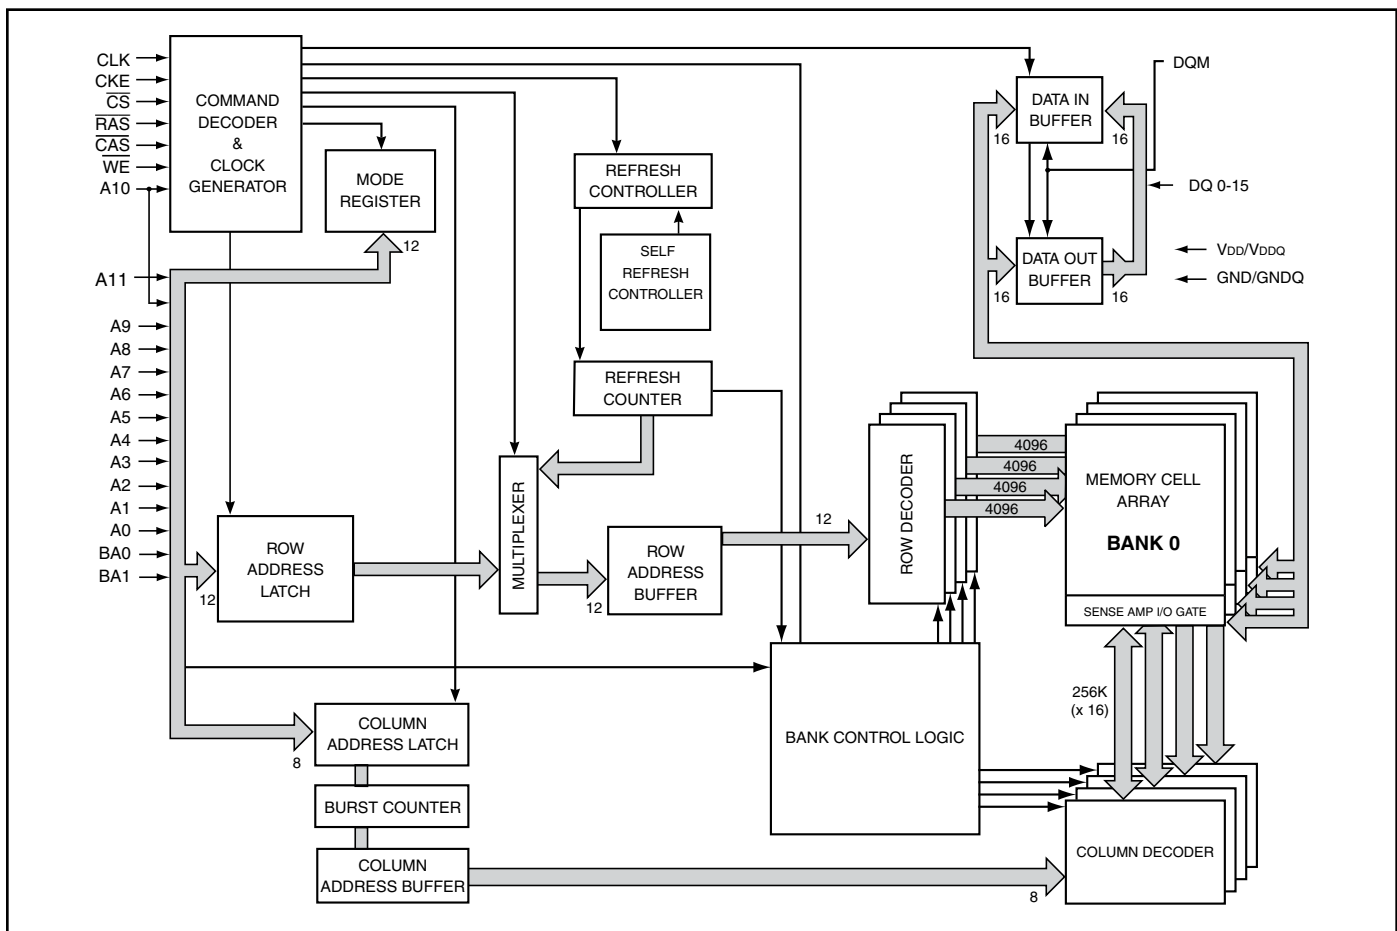 CLK
CKE
CS
RAS
CAS
WE
A10
COMMAND
DECODER
&
CLOCK
GENERATOR
MODE
REGISTER
12
A11
A9
A8
A7
A6
A5
A4
A3
A2
A1
A0
BA0
BA1
REFRESH
CONTROLLER
SELF
REFRESH
CONTROLLER
REFRESH
COUNTER
DQM
DATA IN
BUFFER
16
16
DQ 0-15
DATA OUT
BUFFER
16
16
VDD/VDDQ
GND/GNDQ
MULTIPLEXER
ROW
ADDRESS
LATCH
12
ROW
ADDRESS
BUFFER
12
12
ROW DECODER
4096
4096
4096
4096
MEMORY CELL
ARRAY
BANK 0
SENSE AMP I/O GATE
256K
(x 16)
BANK CONTROL LOGIC
COLUMN
ADDRESS LATCH
8
BURST COUNTER
COLUMN
ADDRESS BUFFER
COLUMN DECODER
8